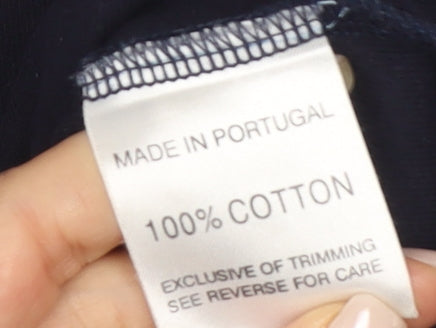 MADE IN PORTUGAL
100% COTTON
EXCLUSIVE OF TRIMMING
SEE REVERSE FOR CARE